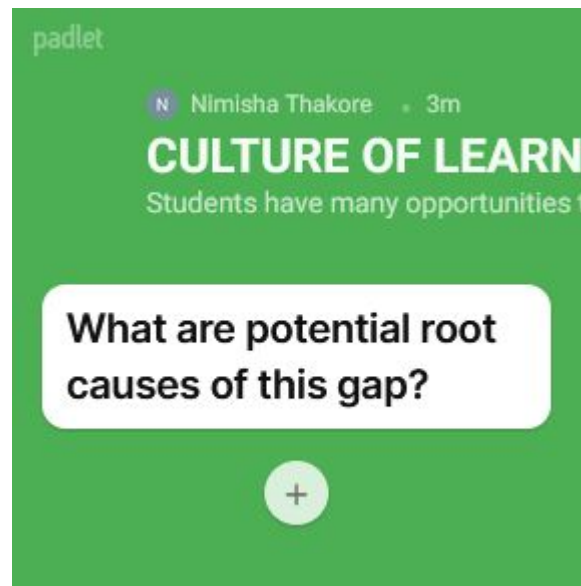 padlet
N Nimisha Thakore • 3m
CULTURE OF LEARN
Students have many opportunities
What are potential root
causes of this gap?
+